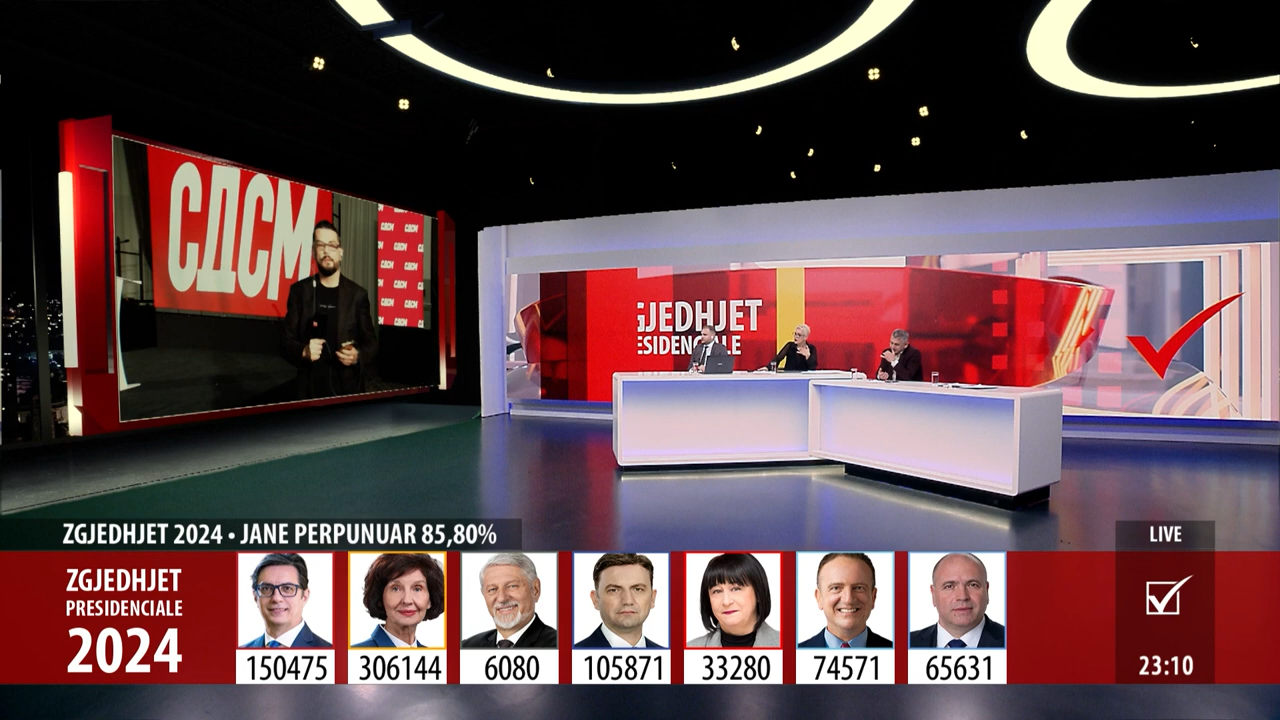 СДСМ
СДСМ СДСМ
СДСМ
СДСМ
СДСМ
GJEDHJET
ESIDENCIALE
ZGJEDHJET 2024 • JANE PERPUNUAR 85,80%
LIVE
ZGJEDHJET
PRESIDENCIALE
2024
150475
306144
6080
105871
33280
74571
65631
23:10